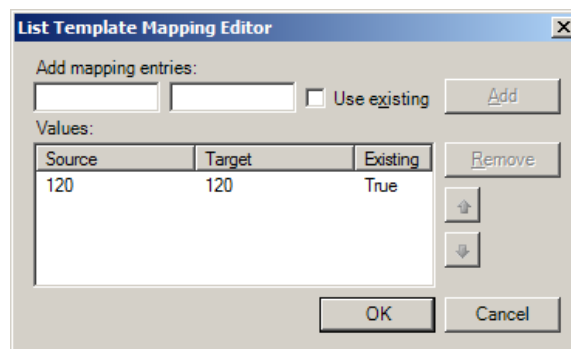 List Template Mapping Editor
Add mapping entries:
Use existing Add
Values:
Source Target Existing Remove
120 120 True
OK Cancel